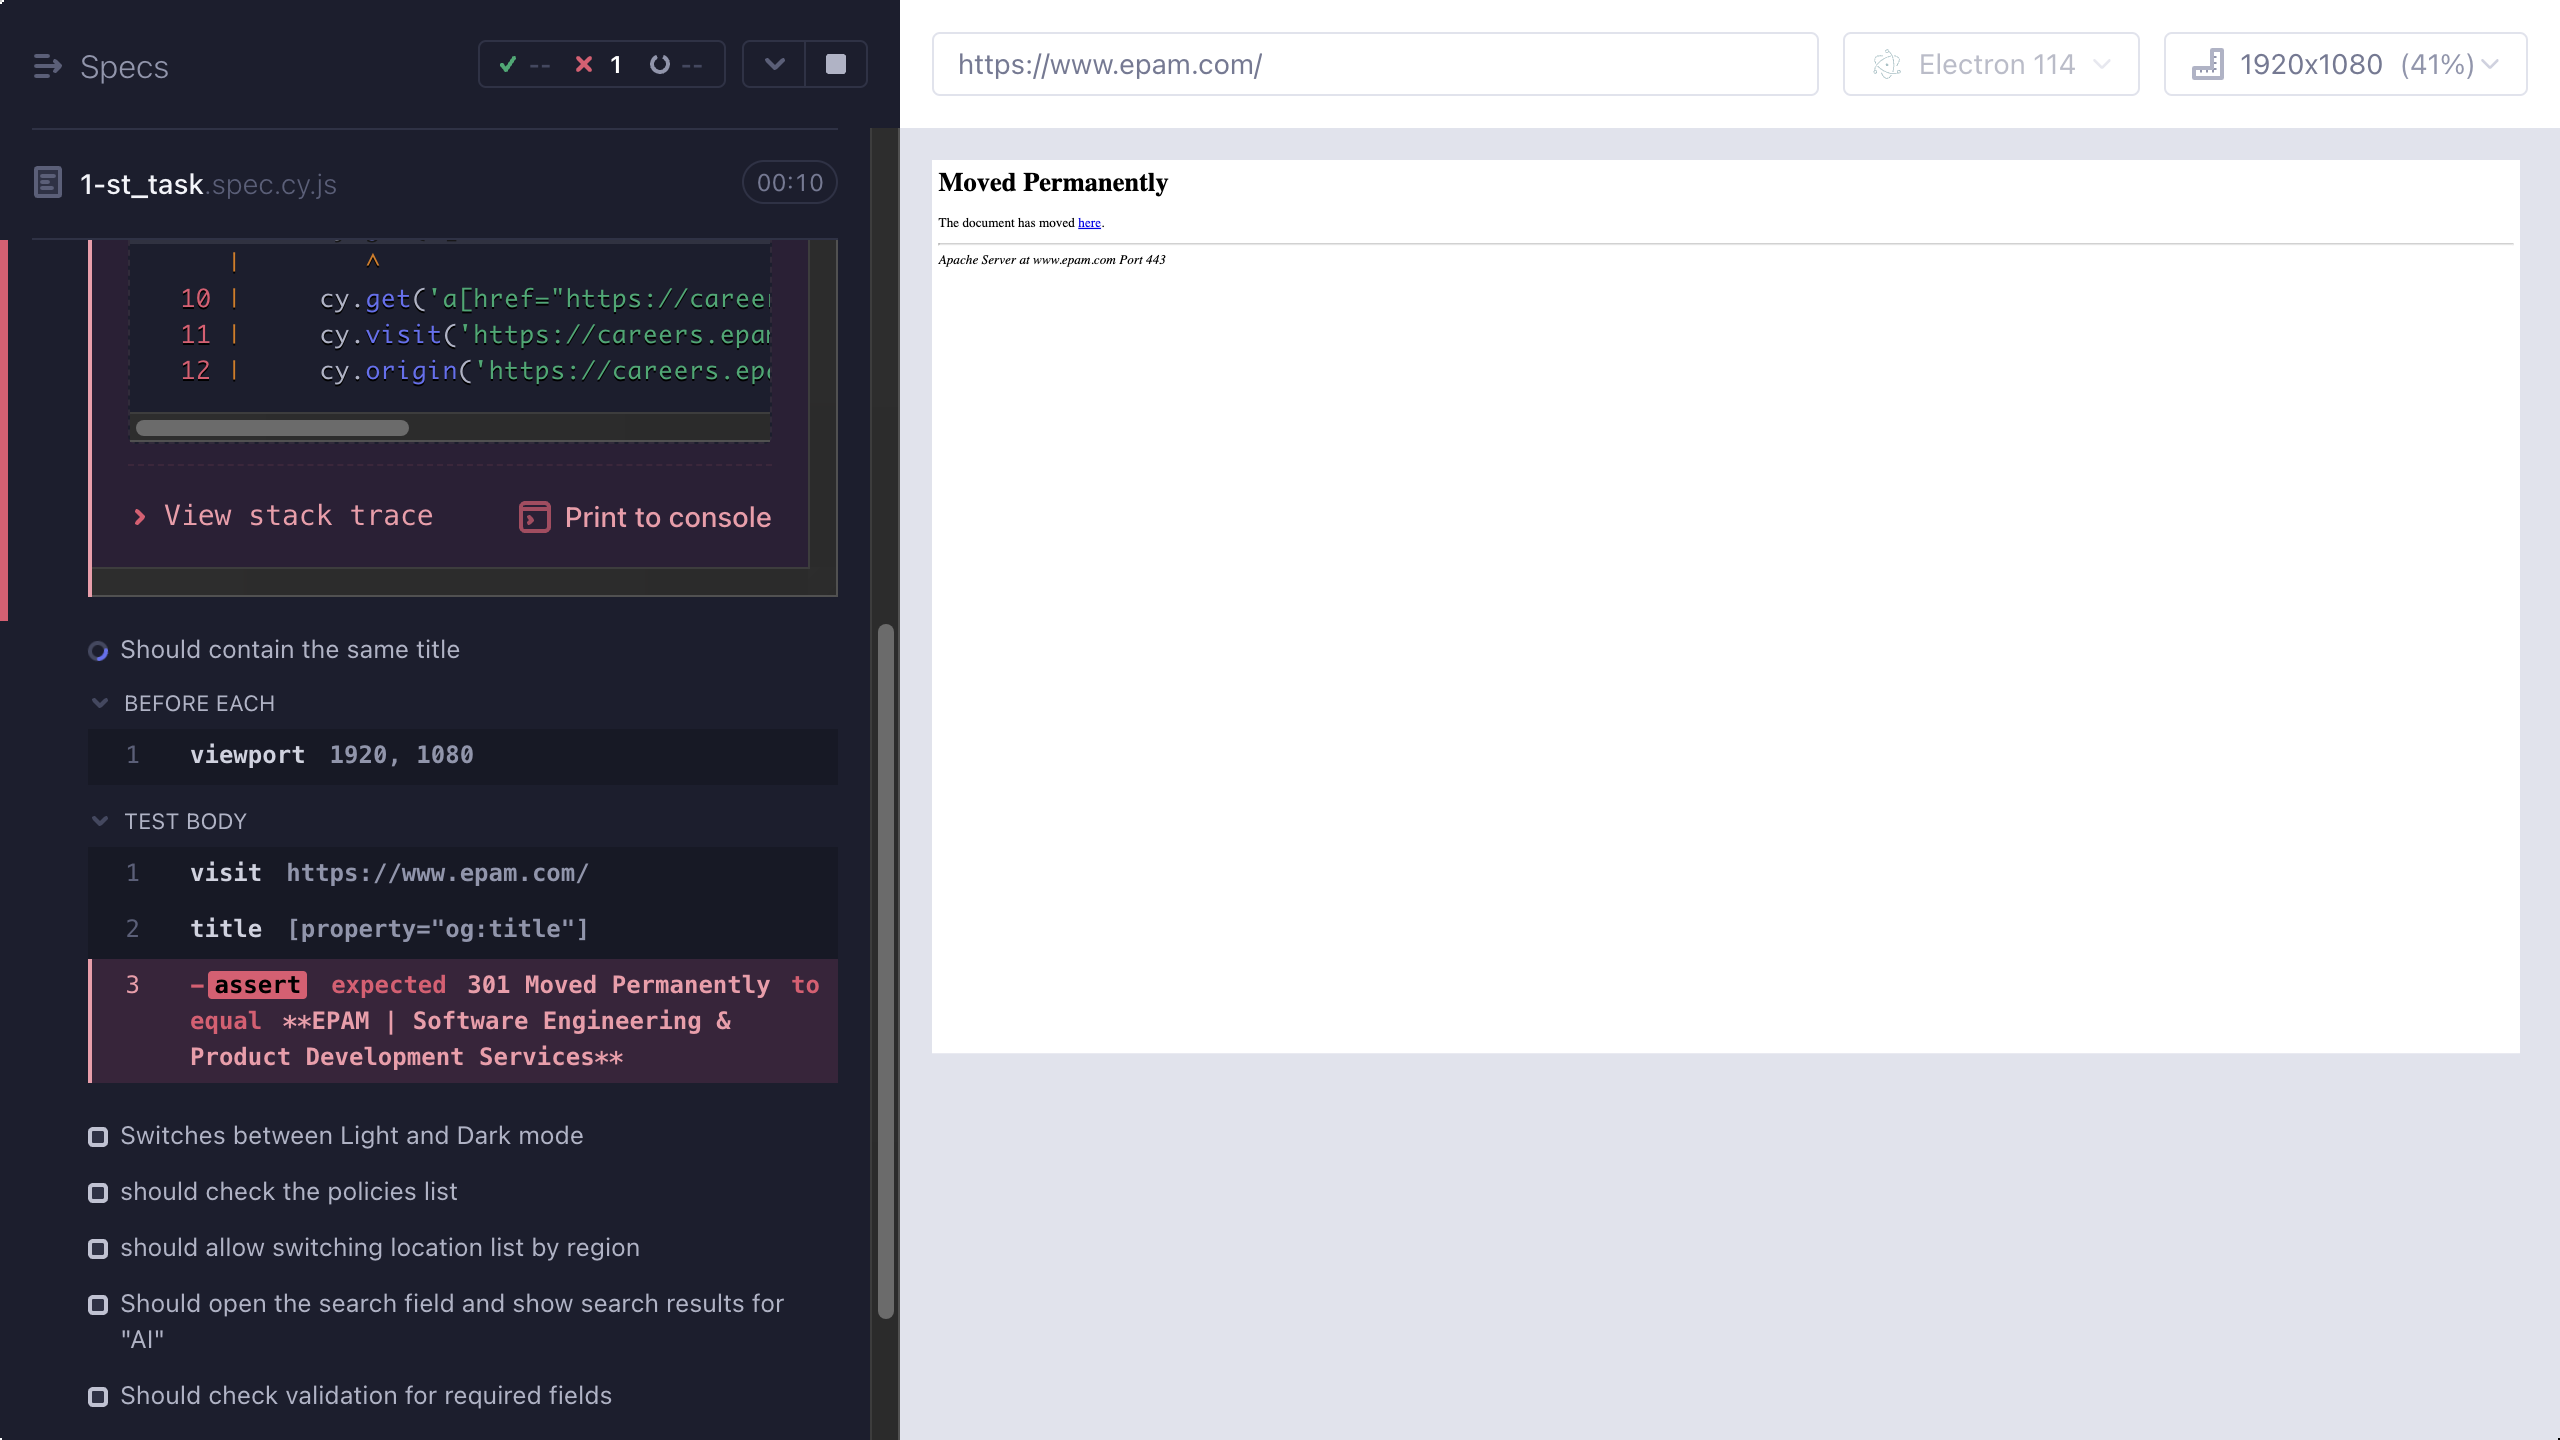 Specs
-- 1 --
1-st_task.spec.cy.js
00:10
| ^
10 | cy.get('a[href="https://career
11 | cy.visit('https://careers.epam
12 | cy.origin('https://careers.epa
View stack trace
Print to console
Should contain the same title
BEFORE EACH
1 viewport 1920, 1080
TEST BODY
1 visit https://www.epam.com/
2 title [property="og:title"]
3 -assert expected 301 Moved Permanently to
equal **EPAM | Software Engineering &
Product Development Services**
Switches between Light and Dark mode
should check the policies list
should allow switching location list by region
Should open the search field and show search results for
"AI"
Should check validation for required fields
https://www.epam.com/
Electron 114
1920x1080 (41%)
Moved Permanently
The document has moved here.
Apache Server at www.epam.com Port 443